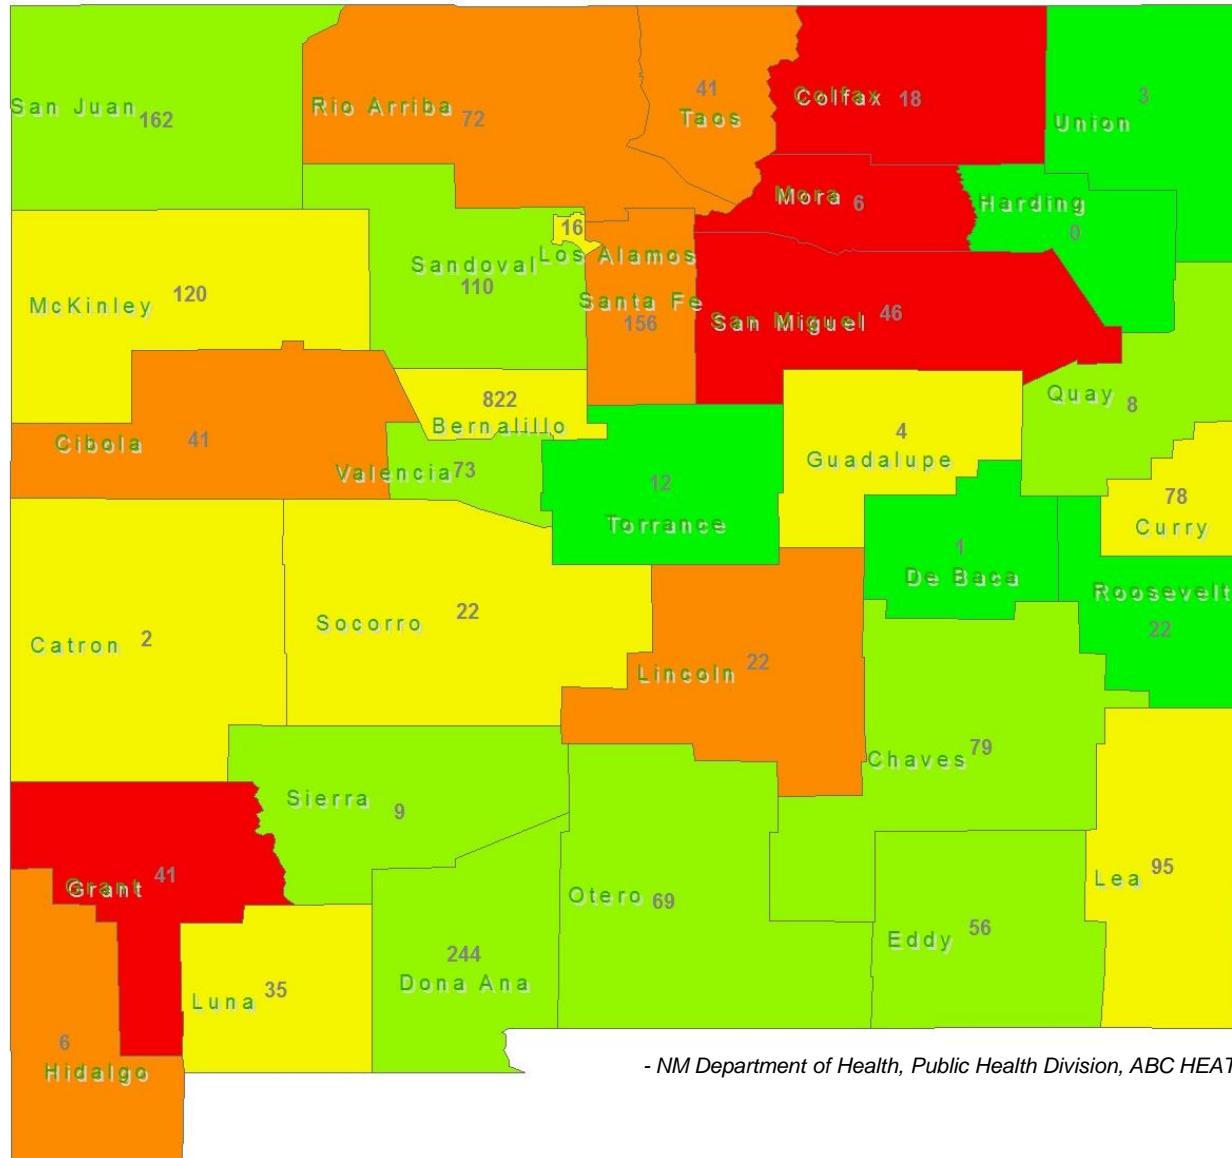 San Juan 162
Rio Arriba 72
41
Taos
Colfax 18
3
Union
Mora 6
Harding
0
16
Los Alamos
Sandoval
110
McKinley 120
Santa Fe
156
San Miguel 46
Quay 8
822
Bernalillo
Cibola 41
Valencia 73
4
Guadalupe
12
Torrance
78
Curry
1
De Baca
Roosevelt
22
Catron 2
Socorro 22
Lincoln 22
Chaves 79
Sierra 9
Grant 41
Otero 69
Lea 95
Eddy 56
244
Dona Ana
Luna 35
6
Hidalgo
- NM Department of Health, Public Health Division, ABC HEAT